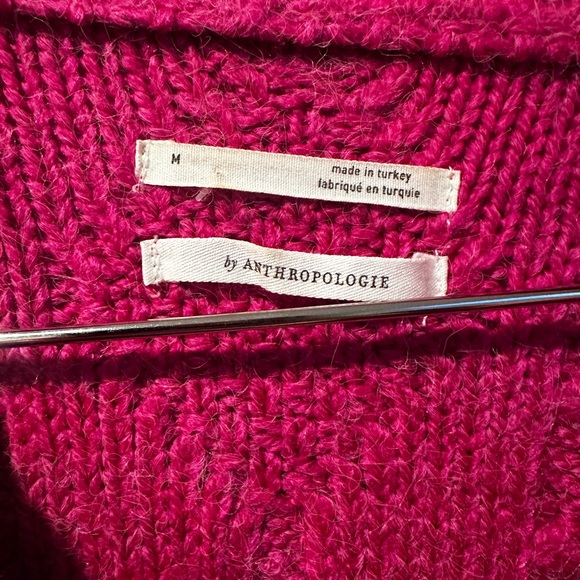 M
made in turkey
fabriqué en turquie
by ANTHROPOLOGIE